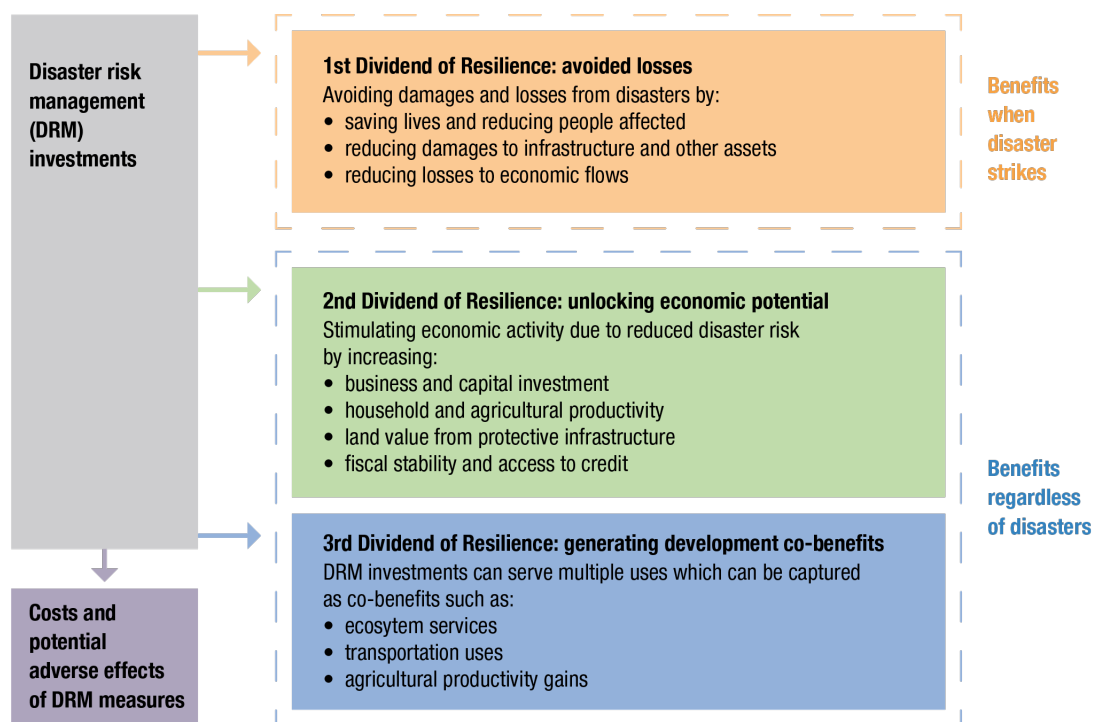 Disaster risk
management
(DRM)
investments
1st Dividend of Resilience: avoided losses
Avoiding damages and losses from disasters by:
• saving lives and reducing people affected
• reducing damages to infrastructure and other assets
• reducing losses to economic flows
Benefits
when
disaster
strikes
2nd Dividend of Resilience: unlocking economic potential
Stimulating economic activity due to reduced disaster risk
by increasing:
• business and capital investment
• household and agricultural productivity
• land value from protective infrastructure
• fiscal stability and access to credit
Benefits
regardless
of disasters
3rd Dividend of Resilience: generating development co-benefits
DRM investments can serve multiple uses which can be captured
as co-benefits such as:
• ecosytem services
• transportation uses
• agricultural productivity gains
Costs and
potential
adverse effects
of DRM measures